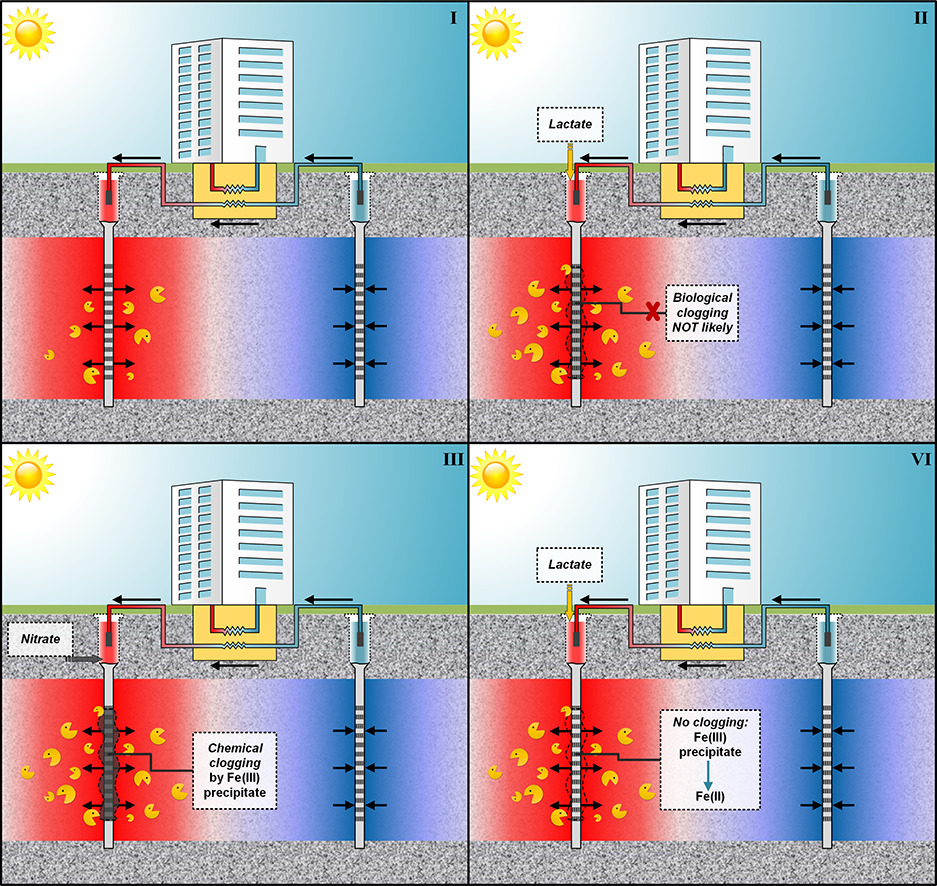 I
II
Lactate
Biological
clogging
NOT likely
III
Nitrate
Chemical
clogging
by Fe(III)
precipitate
VI
Lactate
No clogging:
Fe(III)
precipitate
Fe(II)